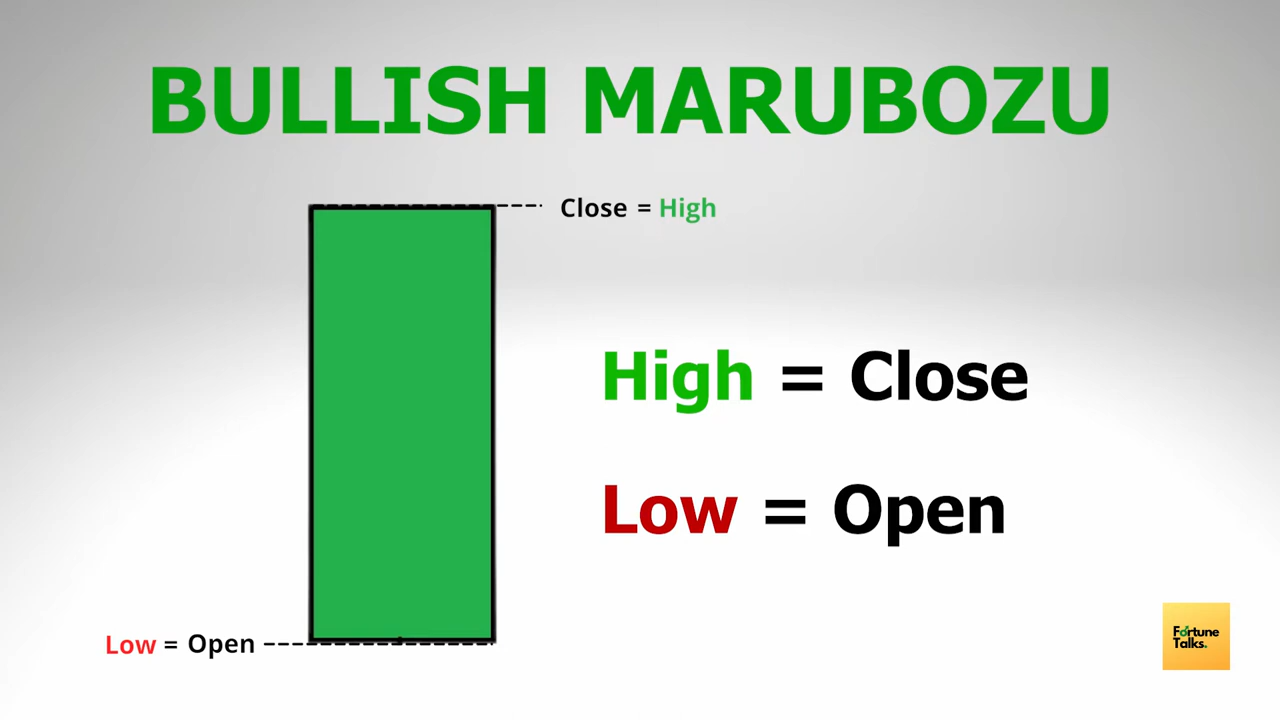 BULLISH MARUBOZU
Close = High
High = Close
Low = Open
Low = Open
Fortune
Talks.